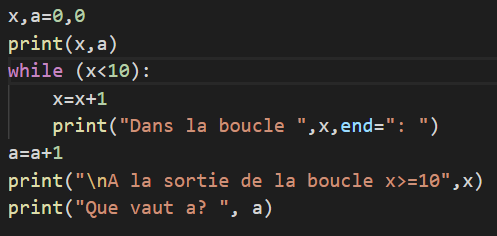 x,a=0,0
print(x,a)
while (x<10):
    x=x+1
    print("Dans la boucle ",x,end=": ")
a=a+1
print("\nA la sortie de la boucle x>=10",x)
print("Que vaut a? ", a)